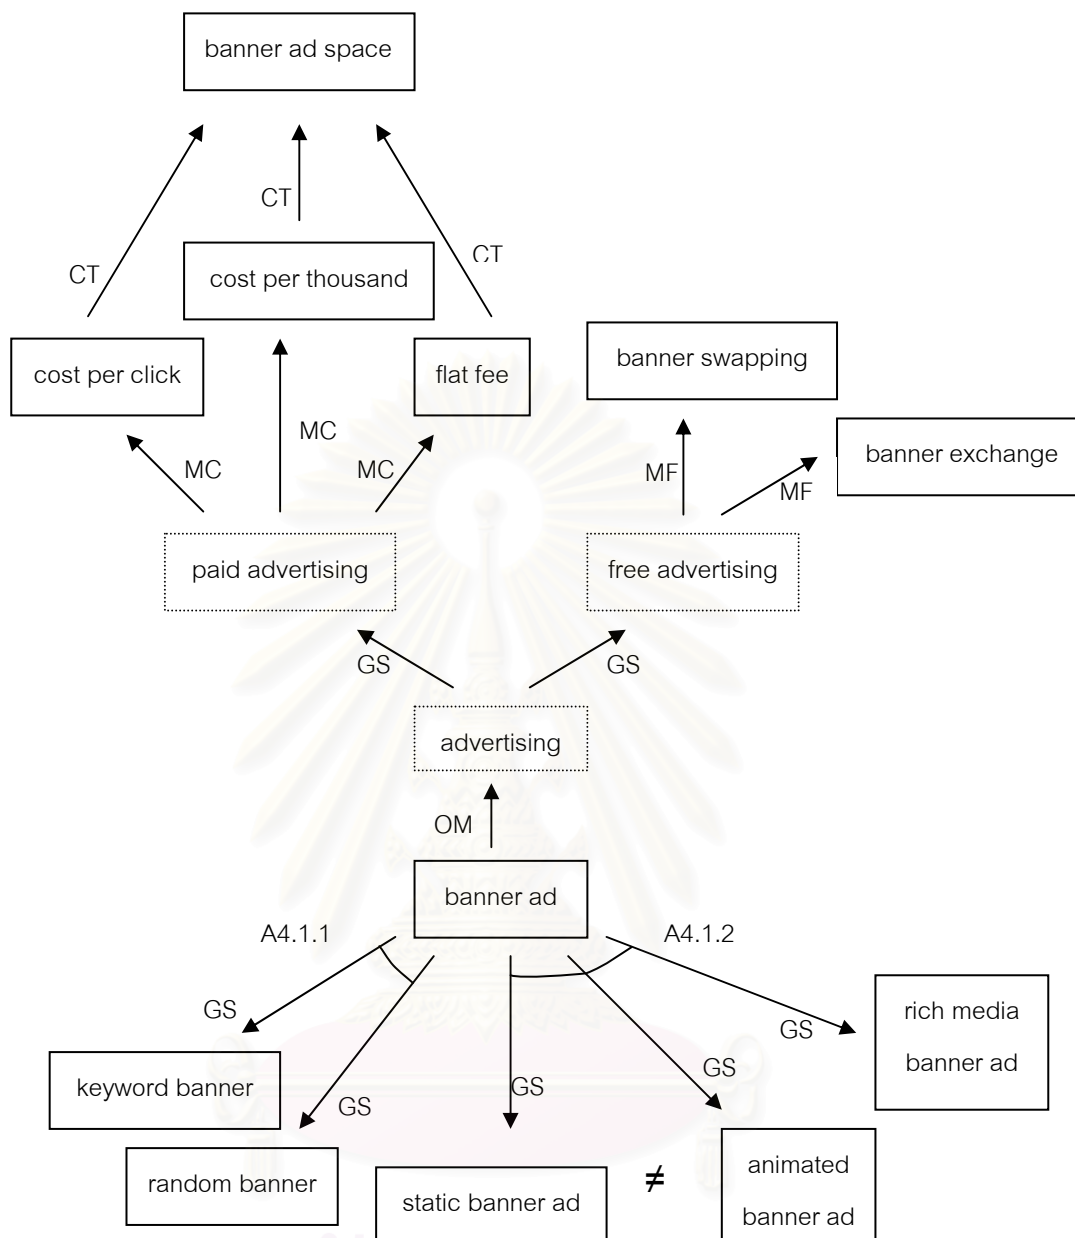 banner ad space
CT
CT
CT
cost per thousand
cost per click
flat fee
banner swapping
banner exchange
MC
MC
MC
MF
MF
paid advertising
free advertising
GS
GS
advertising
OM
banner ad
A4.1.1
A4.1.2
GS
GS
GS
GS
GS
rich media
banner ad
keyword banner
random banner
static banner ad
≠
animated
banner ad